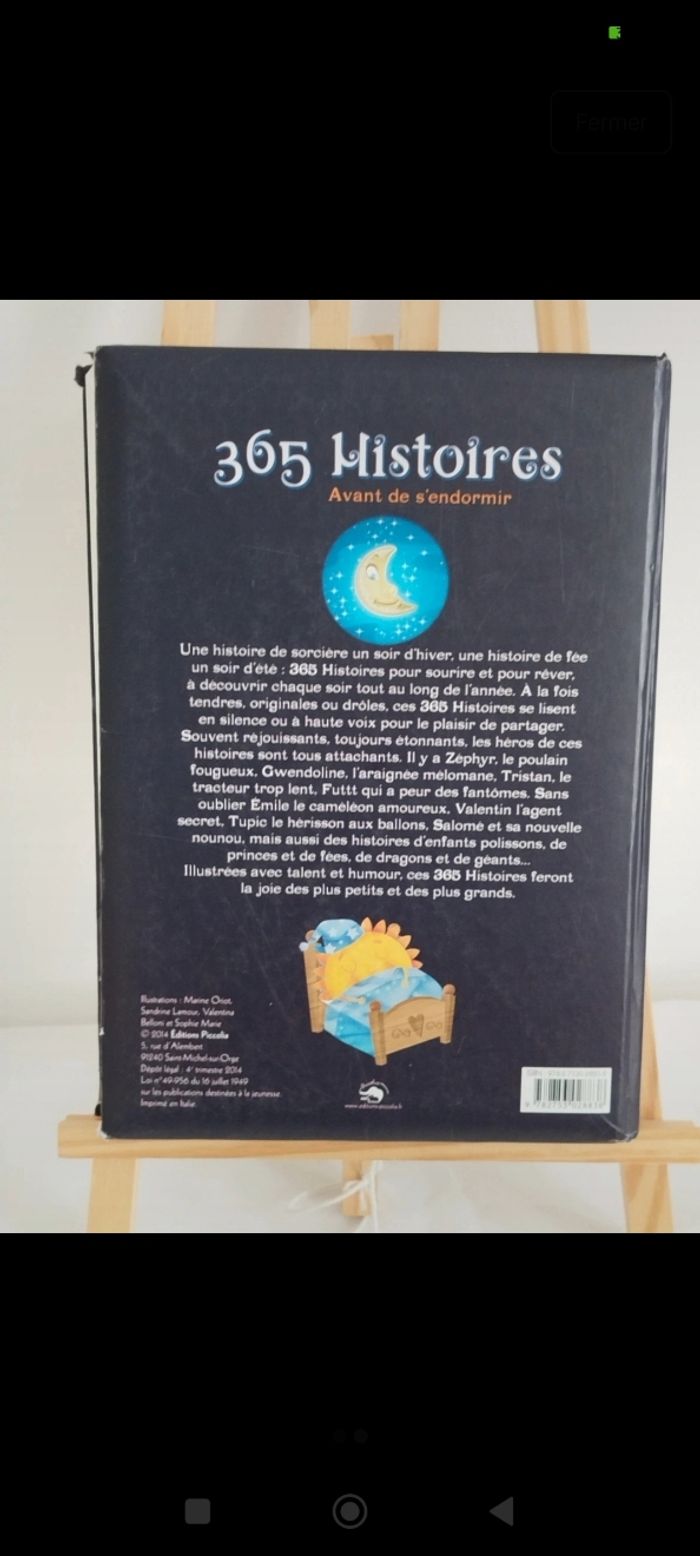 Fermer
365 Histoires
Avant de s'endormir
Une histoire de sorcière un soir d'hiver, une histoire de fée
un soir d'été : 365 Histoires pour sourire et pour rêver,
à découvrir chaque soir tout au long de l'année. À la fois
tendres, originales ou drôles, ces 365 Histoires se lisent
en silence ou à haute voix pour le plaisir de partager.
Souvent réjouissants, toujours étonnants, les héros de ces
histoires sont tous attachants. Il y a Zéphyr, le poulain
fougueux, Gwendoline, l'araignée mélomane, Tristan, le
tracteur trop lent, Futtt qui a peur des fantômes. Sans
oublier Émile le caméléon amoureux, Valentin l'agent
secret, Tupic le hérisson aux ballons, Salomé et sa nouvelle
nounou, mais aussi des histoires d'enfants polissons, de
princes et de fées, de dragons et de géants...
Illustrées avec talent et humour, ces 365 Histoires feront
la joie des plus petits et des plus grands.
Illustrations : Marine Oriot,
Sandrine Lamour, Valentina
Belloni et Sophie Marie
© 2014 Éditions Piccolia
5, rue d'Alembert
91240 Saint-Michel-sur-Orge
Dépôt légal : 4e trimestre 2014
Loi n°49-956 du 16 juillet 1949
sur les publications destinées à la jeunesse.
Imprimé en Italie.
www.editions-piccolia.fr
ISBN :
9 782753 028838